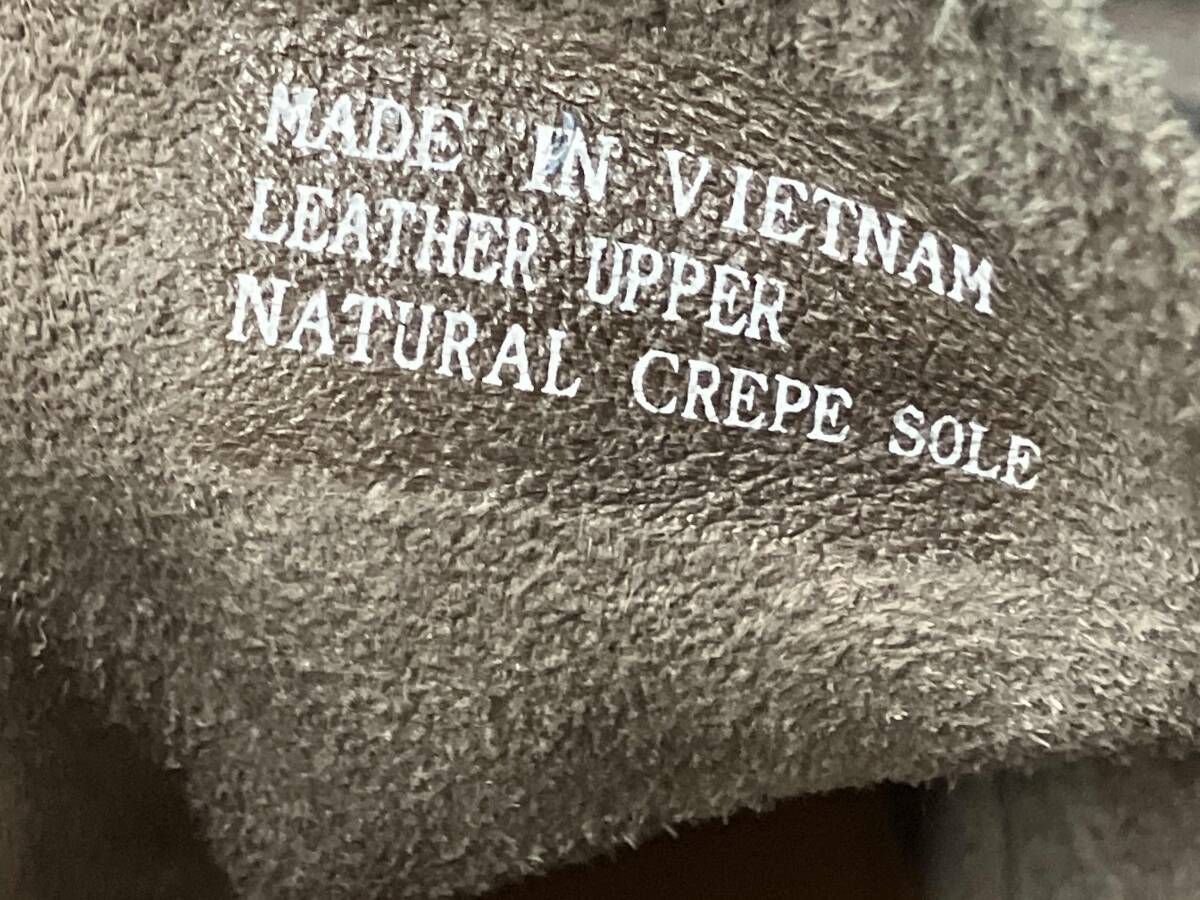 MADE IN VIETNAM
LEATHER UPPER
NATURAL CREPE SOLE